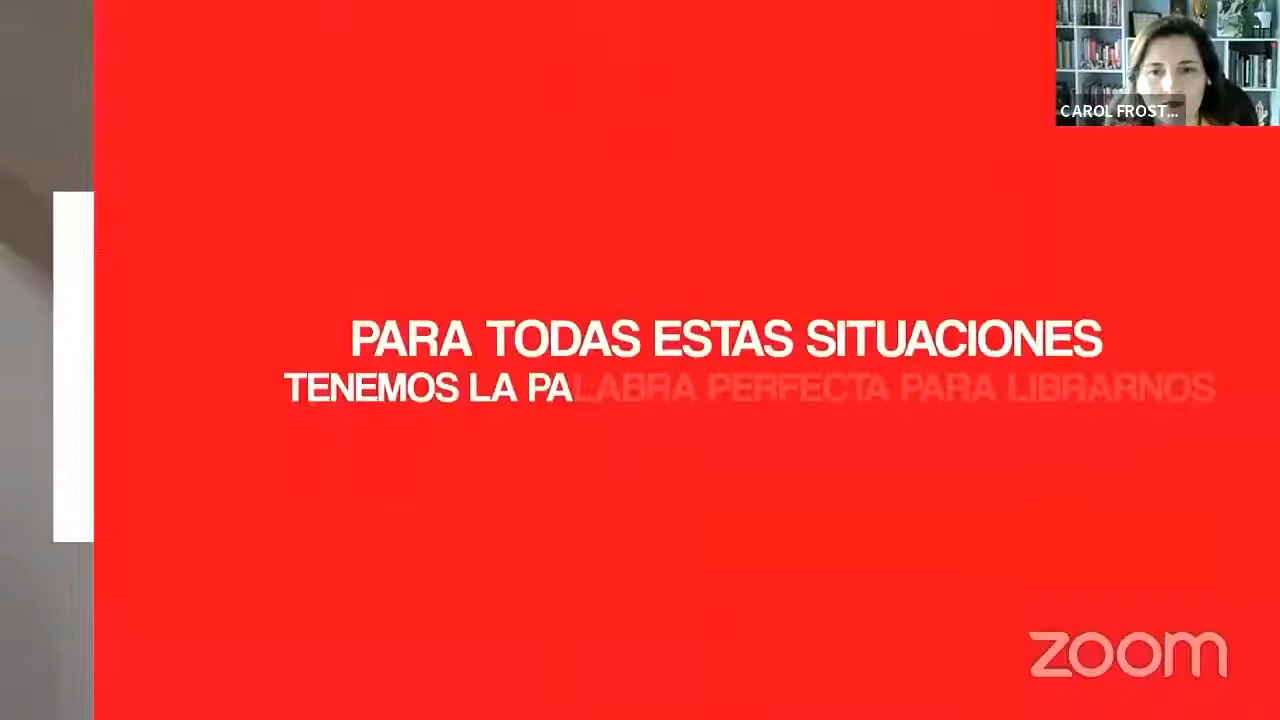 CAROL FROST...
PARA TODAS ESTAS SITUACIONES
TENEMOS LA PALABRA PERFECTA PARA LIBRARNOS
zoom